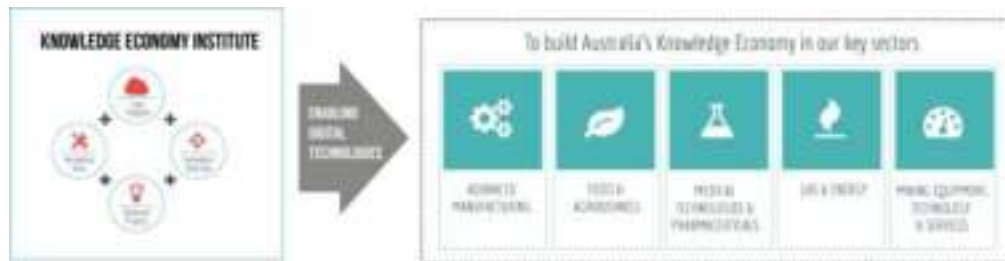 KNOWLEDGE ECONOMY INSTITUTE
ENABLING
DIGITAL
TECHNOLOGIES
To build Australia's Knowledge Economy in our key sectors
ADVANCED
MANUFACTURING
FOOD &
AGRIBUSINESS
MEDICAL
TECHNOLOGIES &
PHARMACEUTICALS
GAS & ENERGY
MINING EQUIPMENT,
TECHNOLOGY
& SERVICES